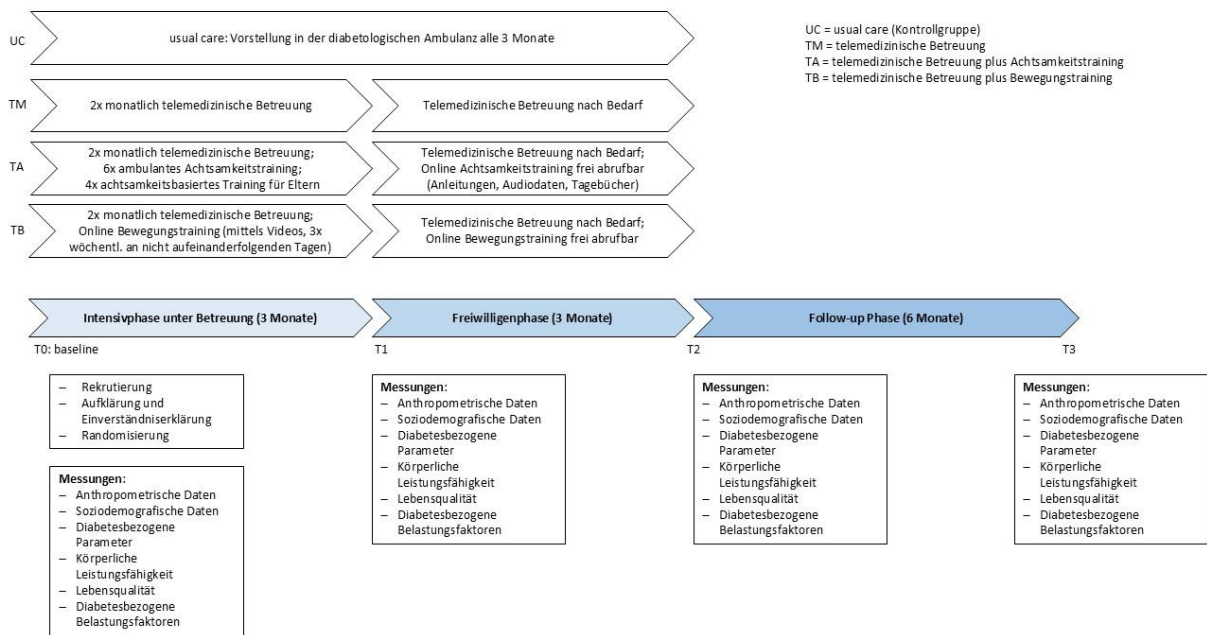 UC
usual care: Vorstellung in der diabetologischen Ambulanz alle 3 Monate
UC = usual care (Kontrollgruppe)
TM = telemedizinische Betreuung
TA = telemedizinische Betreuung plus Achtsamkeitstraining
TB = telemedizinische Betreuung plus Bewegungstraining
TM
2x monatlich telemedizinische Betreuung
Telemedizinische Betreuung nach Bedarf
TA
2x monatlich telemedizinische Betreuung;
6x ambulantes Achtsamkeitstraining;
4x achtsamkeitsbasiertes Training für Eltern
Telemedizinische Betreuung nach Bedarf;
Online Achtsamkeitstraining frei abrufbar
(Anleitungen, Audiodaten, Tagebücher)
TB
2x monatlich telemedizinische Betreuung;
Online Bewegungstraining (mittels Videos, 3x
wöchentl. an nicht aufeinanderfolgenden Tagen)
Telemedizinische Betreuung nach Bedarf;
Online Bewegungstraining frei abrufbar
Intensivphase unter Betreuung (3 Monate)
Freiwilligenphase (3 Monate)
Follow-up Phase (6 Monate)
T0: baseline
T1
T2
T3
– Rekrutierung
– Aufklärung und
Einverständniserklärung
– Randomisierung
Messungen:
– Anthropometrische Daten
– Soziodemografische Daten
– Diabetesbezogene
Parameter
– Körperliche
Leistungsfähigkeit
– Lebensqualität
– Diabetesbezogene
Belastungsfaktoren
Messungen:
– Anthropometrische Daten
– Soziodemografische Daten
– Diabetesbezogene
Parameter
– Körperliche
Leistungsfähigkeit
– Lebensqualität
– Diabetesbezogene
Belastungsfaktoren
Messungen:
– Anthropometrische Daten
– Soziodemografische Daten
– Diabetesbezogene
Parameter
– Körperliche
Leistungsfähigkeit
– Lebensqualität
– Diabetesbezogene
Belastungsfaktoren
Messungen:
– Anthropometrische Daten
– Soziodemografische Daten
– Diabetesbezogene
Parameter
– Körperliche
Leistungsfähigkeit
– Lebensqualität
– Diabetesbezogene
Belastungsfaktoren